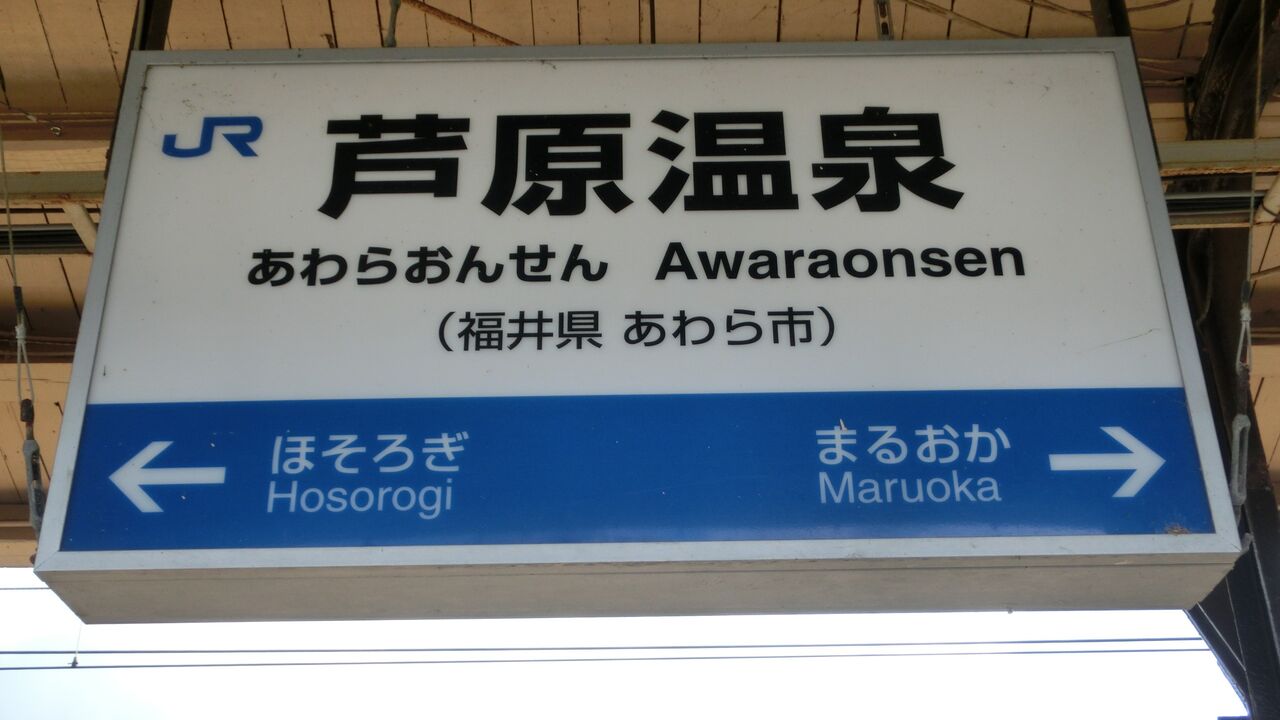 JR
芦原温泉
あわらおんせん Awaraonsen
（福井県 あわら市）
← ほそろぎ まるおか →
Hosorogi Maruoka